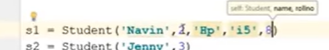 self: Student, name, rollno
s1 = Student('Navin',2,'Hp','i5',8)
s2 = Student('Jenny',3)